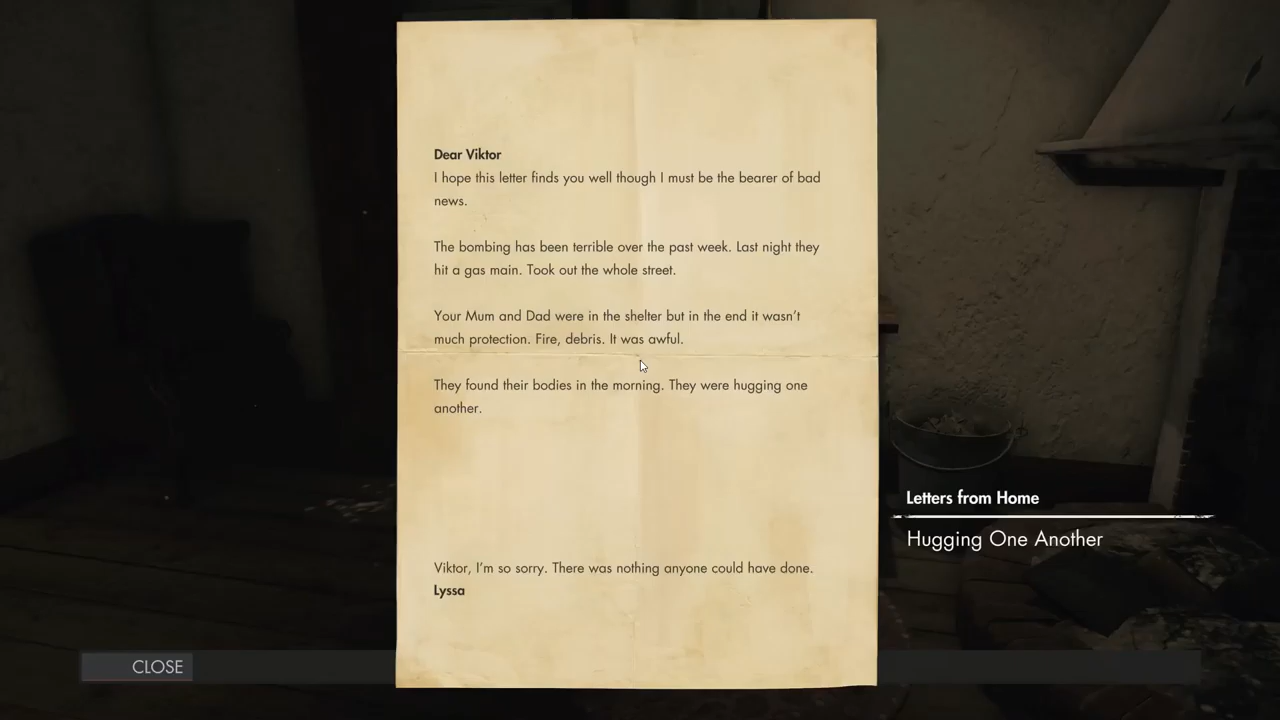 Dear Viktor
I hope this letter finds you well though I must be the bearer of bad
news.
The bombing has been terrible over the past week. Last night they
hit a gas main. Took out the whole street.
Your Mum and Dad were in the shelter but in the end it wasn't
much protection. Fire, debris. It was awful.
They found their bodies in the morning. They were hugging one
another.
Viktor, I'm so sorry. There was nothing anyone could have done.
Lyssa
Letters from Home
Hugging One Another
CLOSE